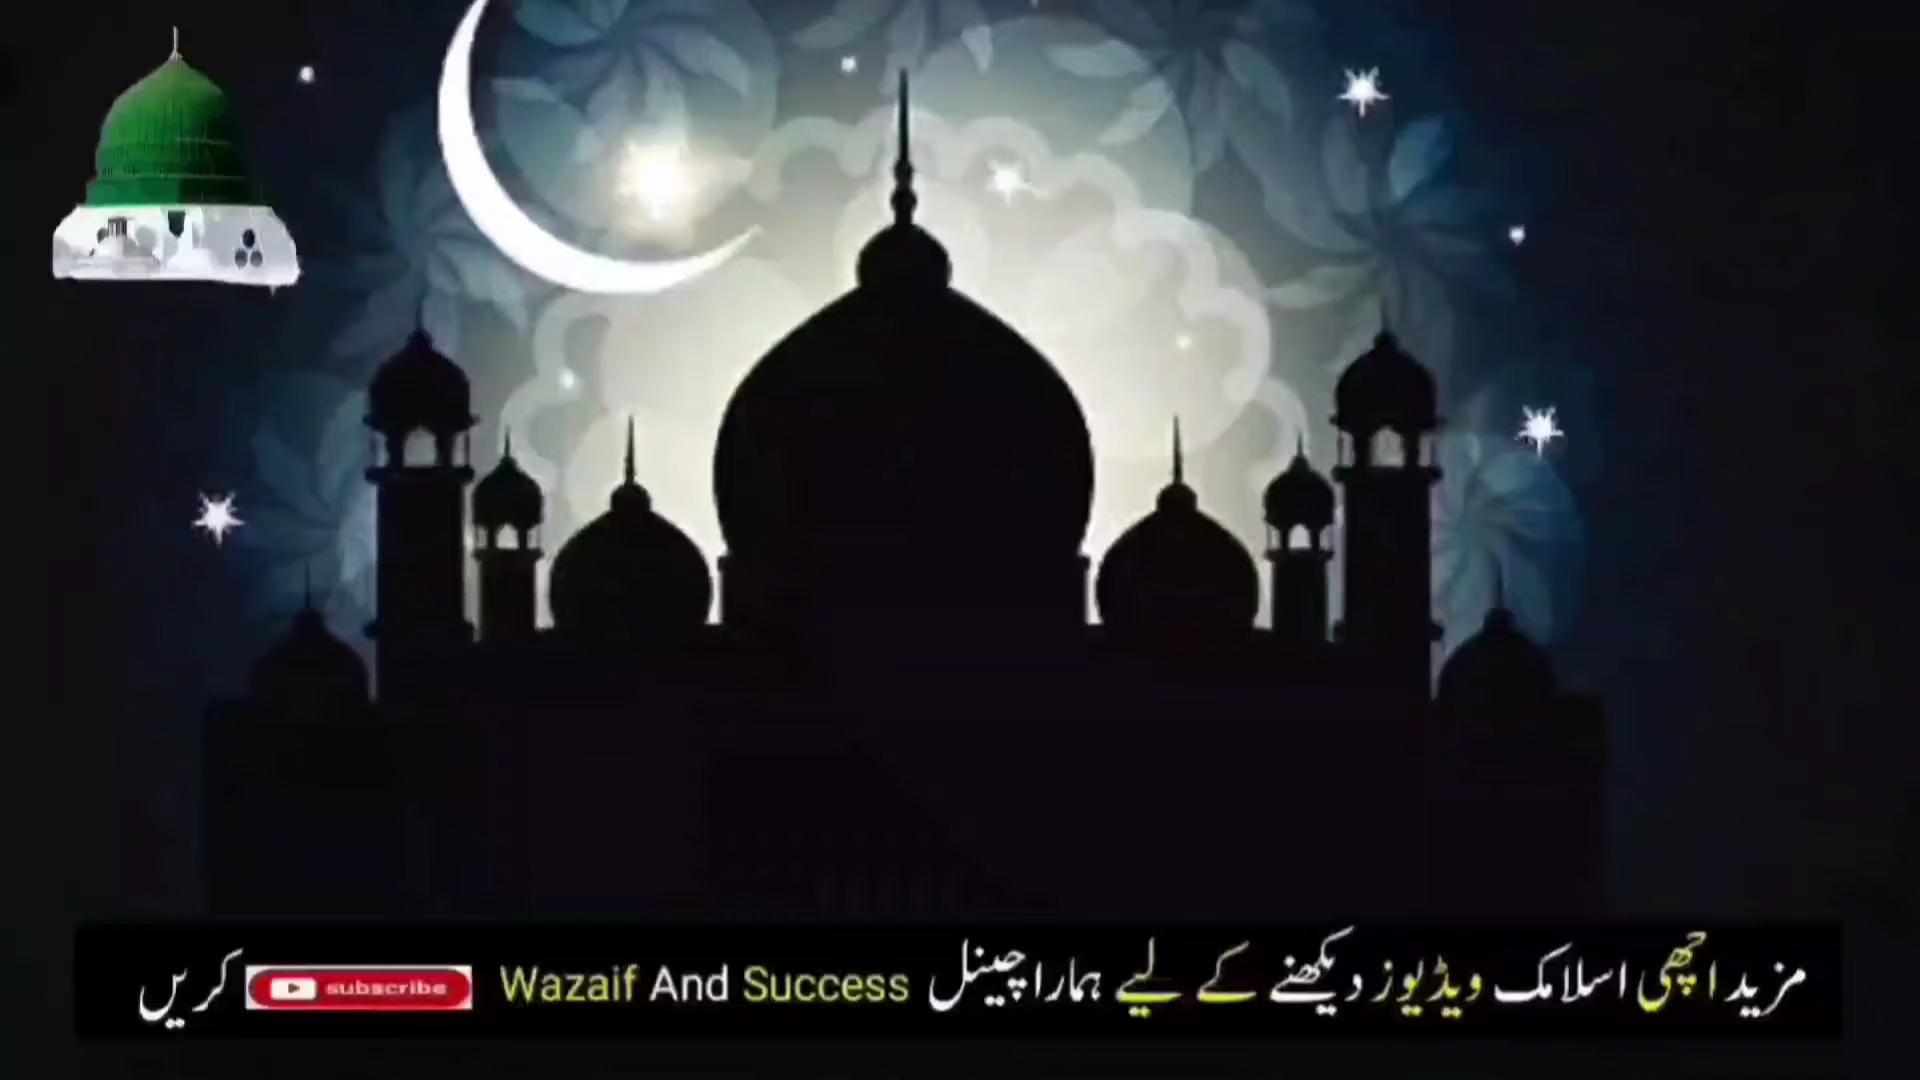 مزید اچھی اسلامک ویڈیوز دیکھنے کے لیے ہمارا چینل Wazaif And Success subscribe کریں